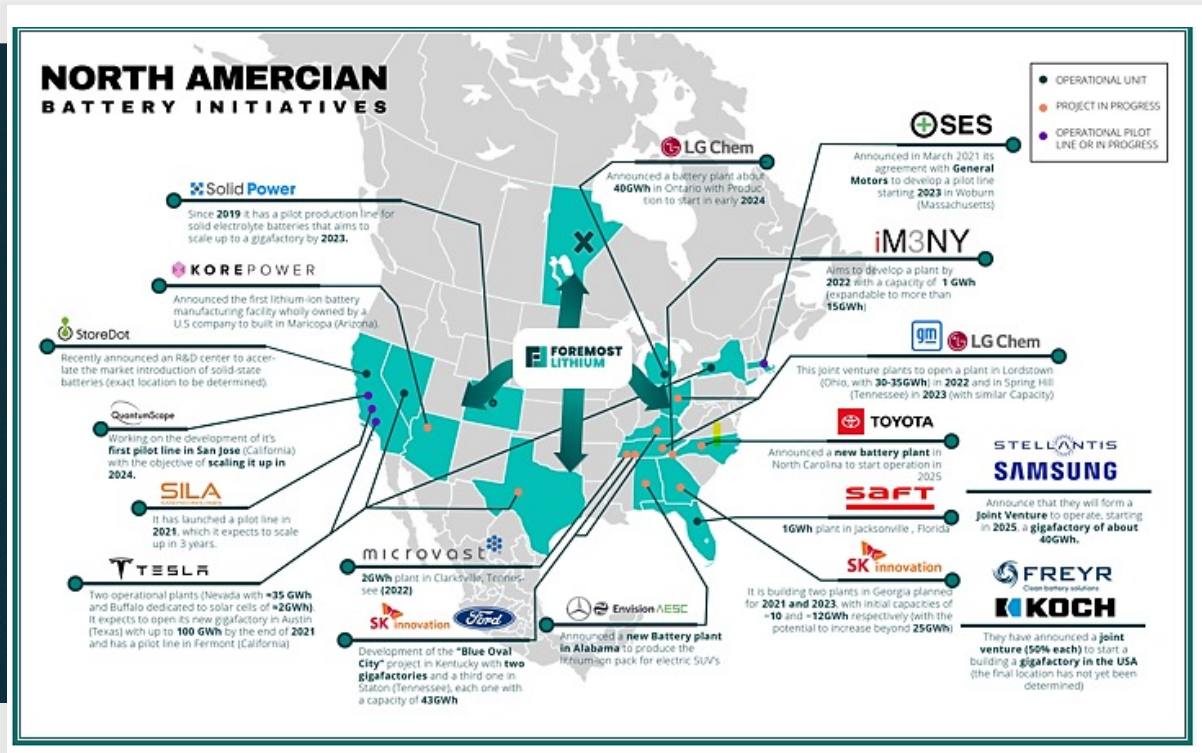 NORTH AMERCIAN
BATTERY INITIATIVES
OPERATIONAL UNIT
PROJECT IN PROGRESS
OPERATIONAL PILOT
LINE OR IN PROGRESS
Solid Power
Since 2019 it has a pilot production line for
solid electrolyte batteries that aims to
scale up to a gigafactory by 2023.
KOREPOWER
Announced the first lithium-ion battery
manufacturing facility wholly owned by a
U.S company to built in Maricopa (Arizona).
StoreDot
Recently announced an R&D center to accer-
late the market introduction of solid-state
batteries (exact location to be determined).
QuantumScape
Working on the development of it's
first pilot line in San Jose (California)
with the objective of scaling it up in
2024.
SILA
It has launched a pilot line in
2021, which it expects to scale
up in 3 years.
TESLA
Two operational plants (Nevada with ≈35 GWh
and Buffalo dedicated to solar cells of ≈2GWh).
It expects to open its new gigafactory in Austin
(Texas) with up to 100 GWh by the end of 2021
and has a pilot line in Fermont (California)
LG Chem
Announced a battery plant about
40GWh in Ontario with Produc-
tion to start in early 2024
FOREMOST
LITHIUM
microvast
2GWh plant in Clarksville, Tennes-
see (2022)
SK innovation Ford
Development of the "Blue Oval
City" project in Kentucky with two
gigafactories and a third one in
Staton (Tennessee), each one with
a capacity of 43GWh
Envision AESC
Announced a new Battery plant
in Alabama to produce the
lithium-ion pack for electric SUV's
SES
Announced in March 2021 its
agreement with General
Motors to develop a pilot line
starting 2023 in Woburn
(Massachusetts)
iM3NY
Aims to develop a plant by
2022 with a capacity of 1 GWh
(expandable to more than
15GWh)
gm LG Chem
This Joint venture plants to open a plant in Lordstown
(Ohio, with 30-35GWh) in 2022 and in Spring Hill
(Tennessee) in 2023 (with similar Capacity)
TOYOTA
Announced a new battery plant in
North Carolina to start operation in
2025
saft
1GWh plant in Jacksonville , Florida
SK innovation
It is building two plants in Georgia planned
for 2021 and 2023, with initial capacities of
≈10 and ≈12GWh respectively (with the
potential to increase beyond 25GWh)
STELLANTIS
SAMSUNG
Announce that they will form a
Joint Venture to operate, starting
in 2025, a gigafactory of about
40GWh.
FREYR
Clean battery solutions
KOCH
They have announced a joint
venture (50% each) to start a
building a gigafactory in the USA
(the final location has not yet been
determined)